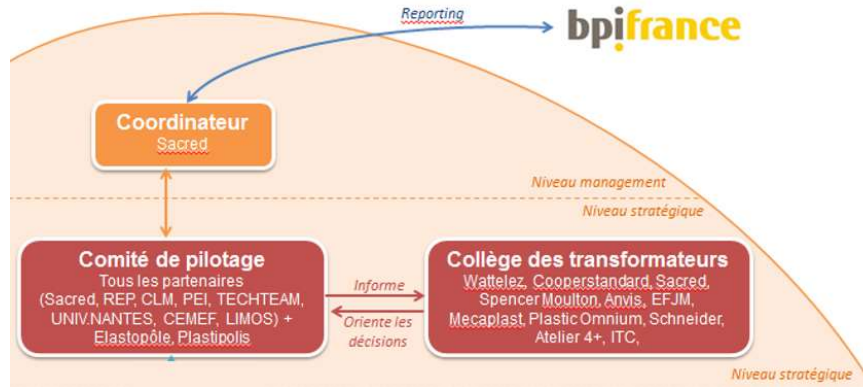 Reporting
bpifrance
Coordinateur
Sacred
Niveau management
Niveau stratégique
Comité de pilotage
Tous les partenaires
(Sacred, REP, CLM, PEI, TECHTEAM,
UNIV.NANTES, CEMEF, LIMOS) +
Elastopôle, Plastipolis
Informe
Oriente les
décisions
Collège des transformateurs
Wattelez, Cooperstandard, Sacred,
Spencer Moulton, Anvis, EFJM,
Mecaplast, Plastic Omnium, Schneider,
Atelier 4+, ITC,
Niveau stratégique